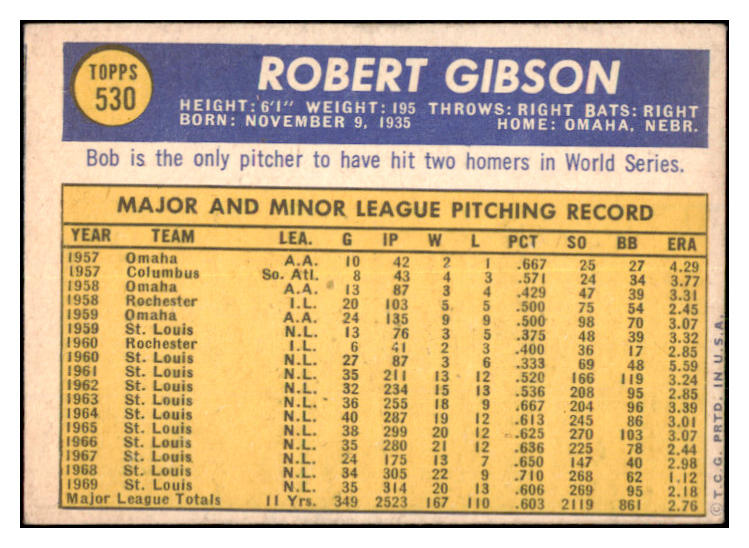 TOPPS
530
ROBERT GIBSON
HEIGHT: 6'1" WEIGHT: 195 THROWS: RIGHT BATS: RIGHT
BORN: NOVEMBER 9, 1935 HOME: OMAHA, NEBR.
Bob is the only pitcher to have hit two homers in World Series.
MAJOR AND MINOR LEAGUE PITCHING RECORD
YEAR TEAM LEA. G IP W L PCT SO BB ERA
1957 Omaha A.A. 10 42 2 1 .667 25 27 4.29
1957 Columbus So. Atl. 8 43 4 3 .571 24 34 3.77
1958 Omaha A.A. 13 87 3 4 .429 47 39 3.31
1958 Rochester I.L. 20 103 5 5 .500 75 54 2.45
1959 Omaha A.A. 24 135 9 9 .500 98 70 3.07
1959 St. Louis N.L. 13 76 3 5 .375 48 39 3.32
1960 Rochester I.L. 6 41 2 3 .400 36 17 2.85
1960 St. Louis N.L. 27 87 3 6 .333 69 48 5.59
1961 St. Louis N.L. 35 211 13 12 .520 166 119 3.24
1962 St. Louis N.L. 32 234 15 13 .536 208 95 2.85
1963 St. Louis N.L. 36 255 18 9 .667 204 96 3.39
1964 St. Louis N.L. 40 287 19 12 .613 245 86 3.01
1965 St. Louis N.L. 38 299 20 12 .625 270 103 3.07
1966 St. Louis N.L. 35 280 21 12 .636 225 78 2.44
1967 St. Louis N.L. 24 175 13 7 .650 147 40 2.98
1968 St. Louis N.L. 34 305 22 9 .710 268 62 1.12
1969 St. Louis N.L. 35 314 20 13 .606 269 95 2.18
Major League Totals 11 Yrs. 349 2523 167 110 .603 2119 861 2.76
© T.C.G. PRTD. IN U.S.A.